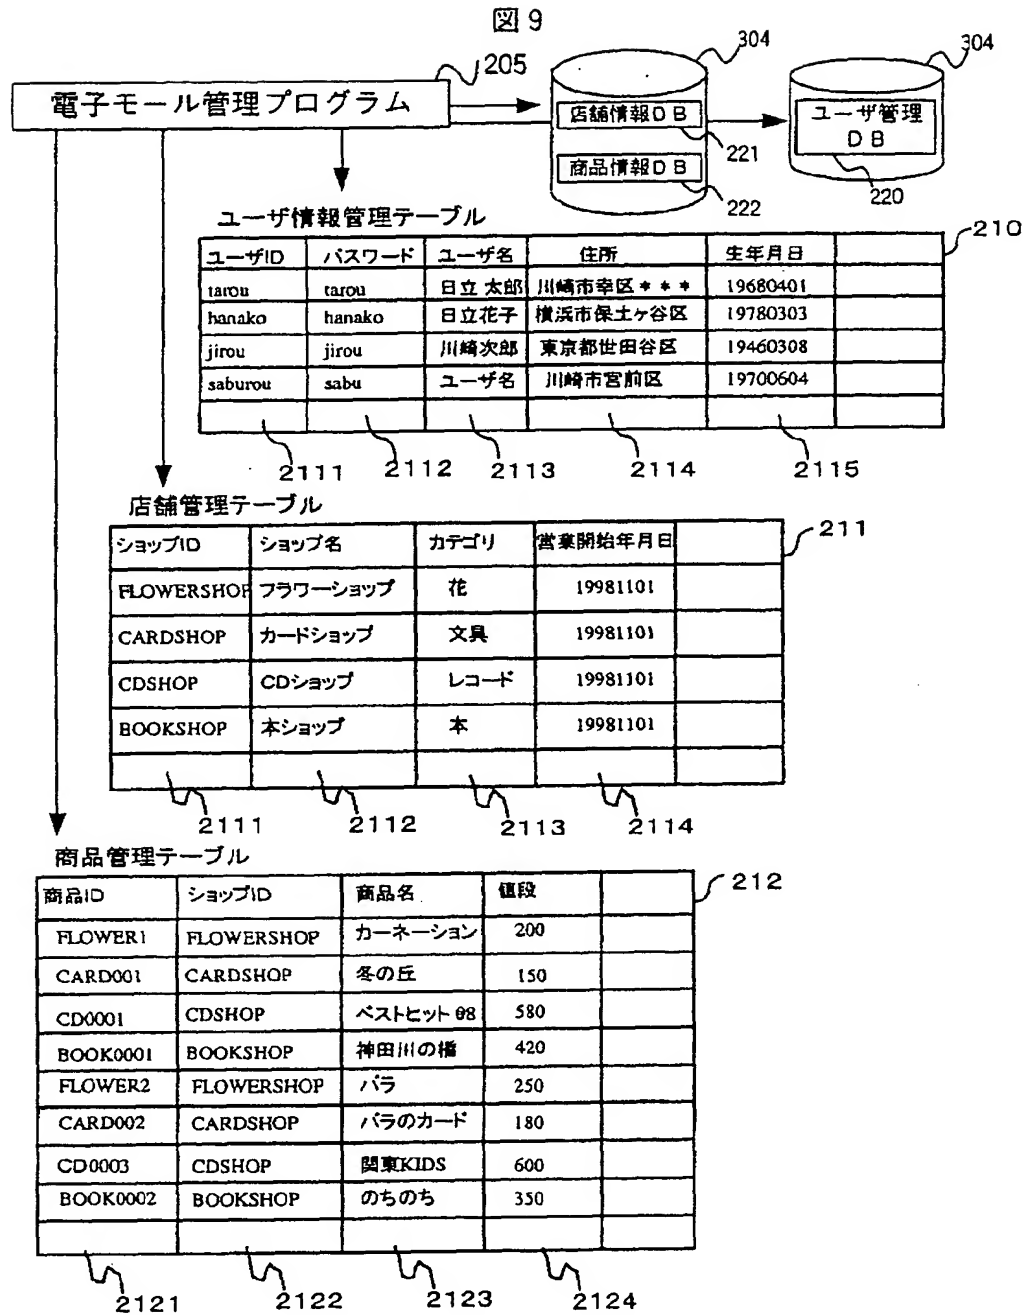 図9
205
304
304
電子モール管理プログラム
店舗情報DB
221
商品情報DB
222
ユーザ管理
DB
220
ユーザ情報管理テーブル
210
ユーザID パスワード ユーザ名 住所 生年月日
tarou tarou 日立 太郎 川崎市幸区＊＊＊ 19680401
hanako hanako 日立花子 横浜市保土ヶ谷区 19780303
jirou jirou 川崎次郎 東京都世田谷区 19460308
saburou sabu ユーザ名 川崎市宮前区 19700604
2111 2112 2113 2114 2115
店舗管理テーブル
211
ショップID ショップ名 カテゴリ 営業開始年月日
FLOWERSHOP フラワーショップ 花 19981101
CARDSHOP カードショップ 文具 19981101
CDSHOP CDショップ レコード 19981101
BOOKSHOP 本ショップ 本 19981101
2111 2112 2113 2114
商品管理テーブル
212
商品ID ショップID 商品名 値段
FLOWER1 FLOWERSHOP カーネーション 200
CARD001 CARDSHOP 冬の丘 150
CD0001 CDSHOP ベストヒット98 580
BOOK0001 BOOKSHOP 神田川の橋 420
FLOWER2 FLOWERSHOP バラ 250
CARD002 CARDSHOP バラのカード 180
CD0003 CDSHOP 関東KIDS 600
BOOK0002 BOOKSHOP のちのち 350
2121 2122 2123 2124